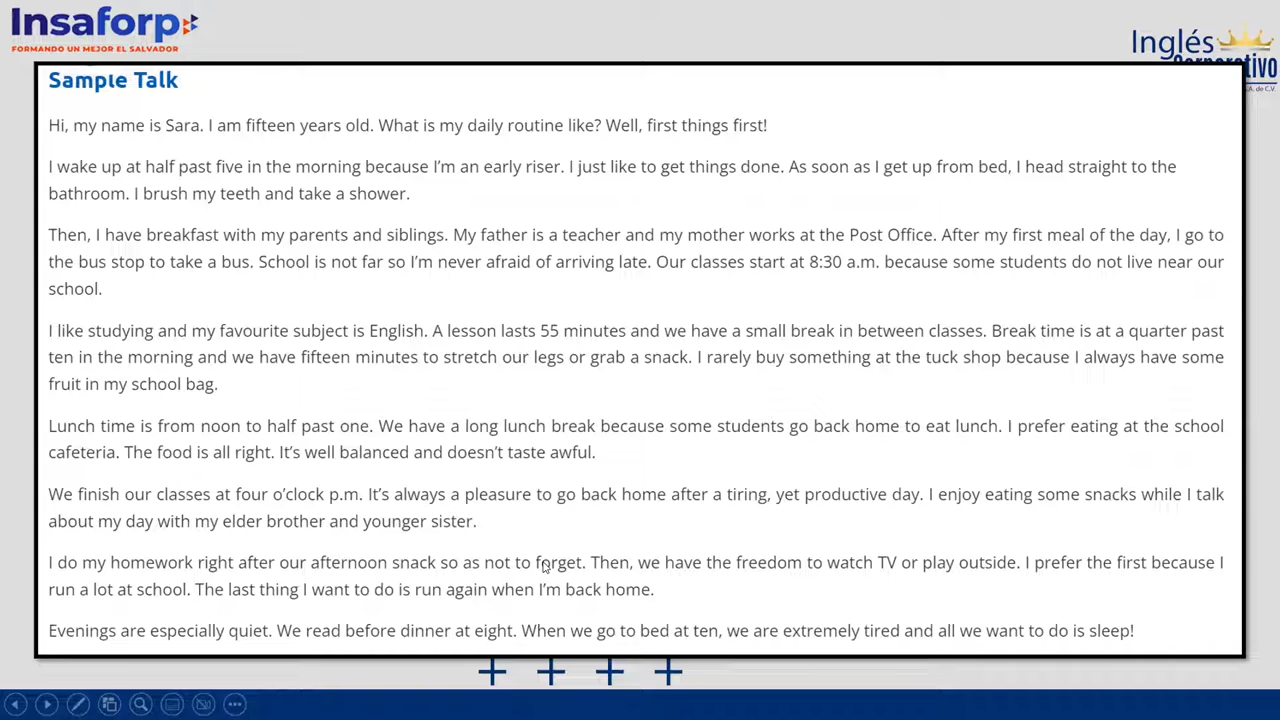 Insaforp
FORMANDO UN MEJOR EL SALVADOR
Inglés
Corporativo
S.A. de C.V.
Sample Talk
Hi, my name is Sara. I am fifteen years old. What is my daily routine like? Well, first things first!
I wake up at half past five in the morning because I’m an early riser. I just like to get things done. As soon as I get up from bed, I head straight to the
bathroom. I brush my teeth and take a shower.
Then, I have breakfast with my parents and siblings. My father is a teacher and my mother works at the Post Office. After my first meal of the day, I go to
the bus stop to take a bus. School is not far so I’m never afraid of arriving late. Our classes start at 8:30 a.m. because some students do not live near our
school.
I like studying and my favourite subject is English. A lesson lasts 55 minutes and we have a small break in between classes. Break time is at a quarter past
ten in the morning and we have fifteen minutes to stretch our legs or grab a snack. I rarely buy something at the tuck shop because I always have some
fruit in my school bag.
Lunch time is from noon to half past one. We have a long lunch break because some students go back home to eat lunch. I prefer eating at the school
cafeteria. The food is all right. It’s well balanced and doesn’t taste awful.
We finish our classes at four o’clock p.m. It’s always a pleasure to go back home after a tiring, yet productive day. I enjoy eating some snacks while I talk
about my day with my elder brother and younger sister.
I do my homework right after our afternoon snack so as not to forget. Then, we have the freedom to watch TV or play outside. I prefer the first because I
run a lot at school. The last thing I want to do is run again when I’m back home.
Evenings are especially quiet. We read before dinner at eight. When we go to bed at ten, we are extremely tired and all we want to do is sleep!